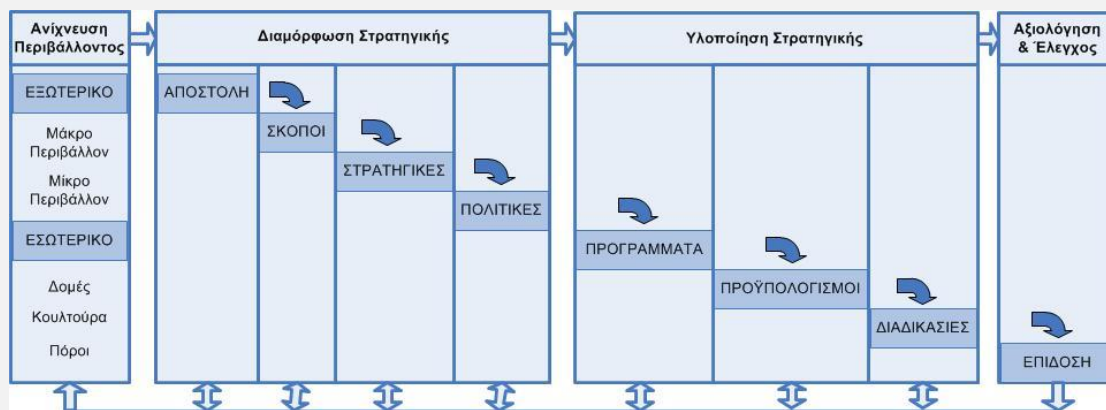 Ανίχνευση
Περιβάλλοντος
Διαμόρφωση Στρατηγικής
Υλοποίηση Στρατηγικής
Αξιολόγηση
& Έλεγχος
ΕΞΩΤΕΡΙΚΟ
Μάκρο
Περιβάλλον
Μίκρο
Περιβάλλον
ΕΣΩΤΕΡΙΚΟ
Δομές
Κουλτούρα
Πόροι
ΑΠΟΣΤΟΛΗ
ΣΚΟΠΟΙ
ΣΤΡΑΤΗΓΙΚΕΣ
ΠΟΛΙΤΙΚΕΣ
ΠΡΟΓΡΑΜΜΑΤΑ
ΠΡΟΫΠΟΛΟΓΙΣΜΟΙ
ΔΙΑΔΙΚΑΣΙΕΣ
ΕΠΙΔΟΣΗ